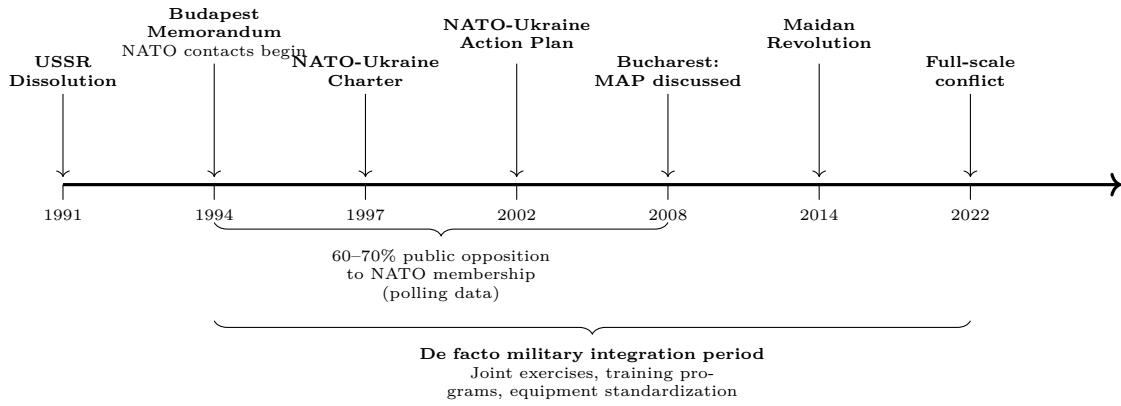 USSR
Dissolution
Budapest
Memorandum
NATO contacts begin
NATO-Ukraine
Charter
NATO-Ukraine
Action Plan
Bucharest:
MAP discussed
Maidan
Revolution
Full-scale
conflict
1991
1994
1997
2002
2008
2014
2022
60–70% public opposition
to NATO membership
(polling data)
De facto military integration period
Joint exercises, training pro-
grams, equipment standardization